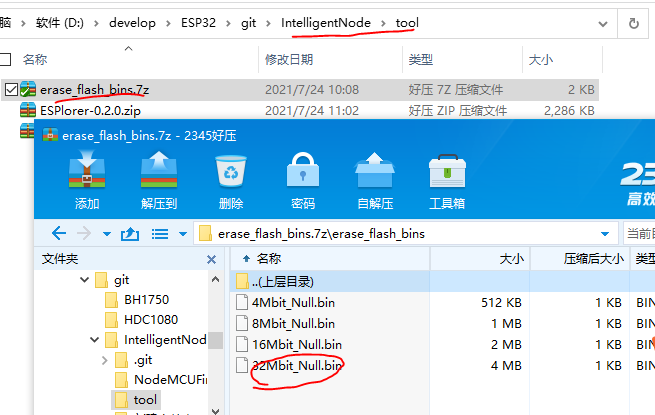 脑 › 软件 (D:) › develop › ESP32 › git › IntelligentNode › tool
名称 修改日期 类型 大小
erase_flash_bins.7z 2021/7/24 10:08 好压 7Z 压缩文件 2 KB
ESPlorer-0.2.0.zip 2021/7/24 11:02 好压 ZIP 压缩文件 2,286 KB
erase_flash_bins.7z - 2345好压
添加 解压到 删除 密码 自解压 工具箱
23
高效
erase_flash_bins.7z\erase_flash_bins 当前目
文件夹
git
BH1750
HDC1080
IntelligentNod
.git
NodeMCUFi
tool
名称 大小 压缩后大小 类型
..(上层目录)
4Mbit_Null.bin 512 KB 1 KB BIN
8Mbit_Null.bin 1 MB 1 KB BIN
16Mbit_Null.bin 2 MB 1 KB BIN
32Mbit_Null.bin 4 MB 1 KB BIN